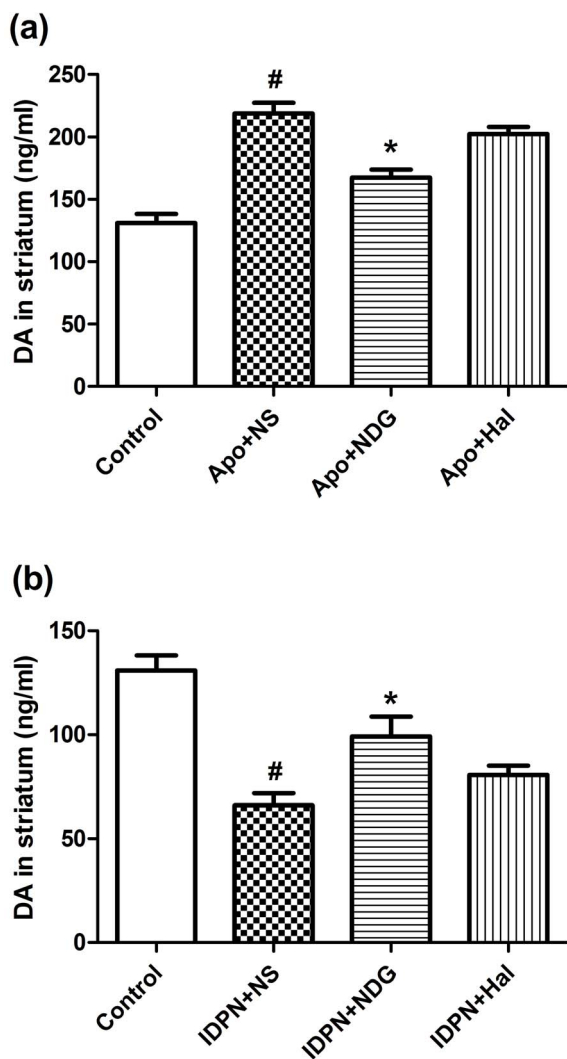 (a)
DA in striatum (ng/ml)
250
200
150
100
50
0
#
*
Control
Apo+NS
Apo+NDG
Apo+Hal
(b)
DA in striatum (ng/ml)
150
100
50
0
#
*
Control
IDPN+NS
IDPN+NDG
IDPN+Hal